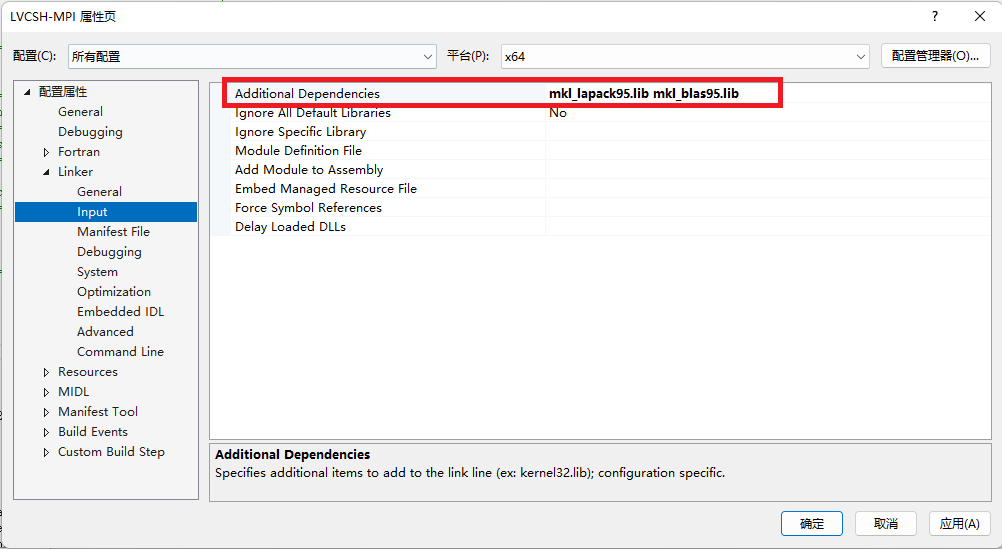 LVCSH-MPI 属性页
?
配置(C): 所有配置 平台(P): x64 配置管理器(O)...
配置属性
General
Debugging
Fortran
Linker
General
Input
Manifest File
Debugging
System
Optimization
Embedded IDL
Advanced
Command Line
Resources
MIDL
Manifest Tool
Build Events
Custom Build Step
Additional Dependencies mkl_lapack95.lib mkl_blas95.lib
Ignore All Default Libraries No
Ignore Specific Library
Module Definition File
Add Module to Assembly
Embed Managed Resource File
Force Symbol References
Delay Loaded DLLs
Additional Dependencies
Specifies additional items to add to the link line (ex: kernel32.lib); configuration specific.
确定 取消 应用(A)